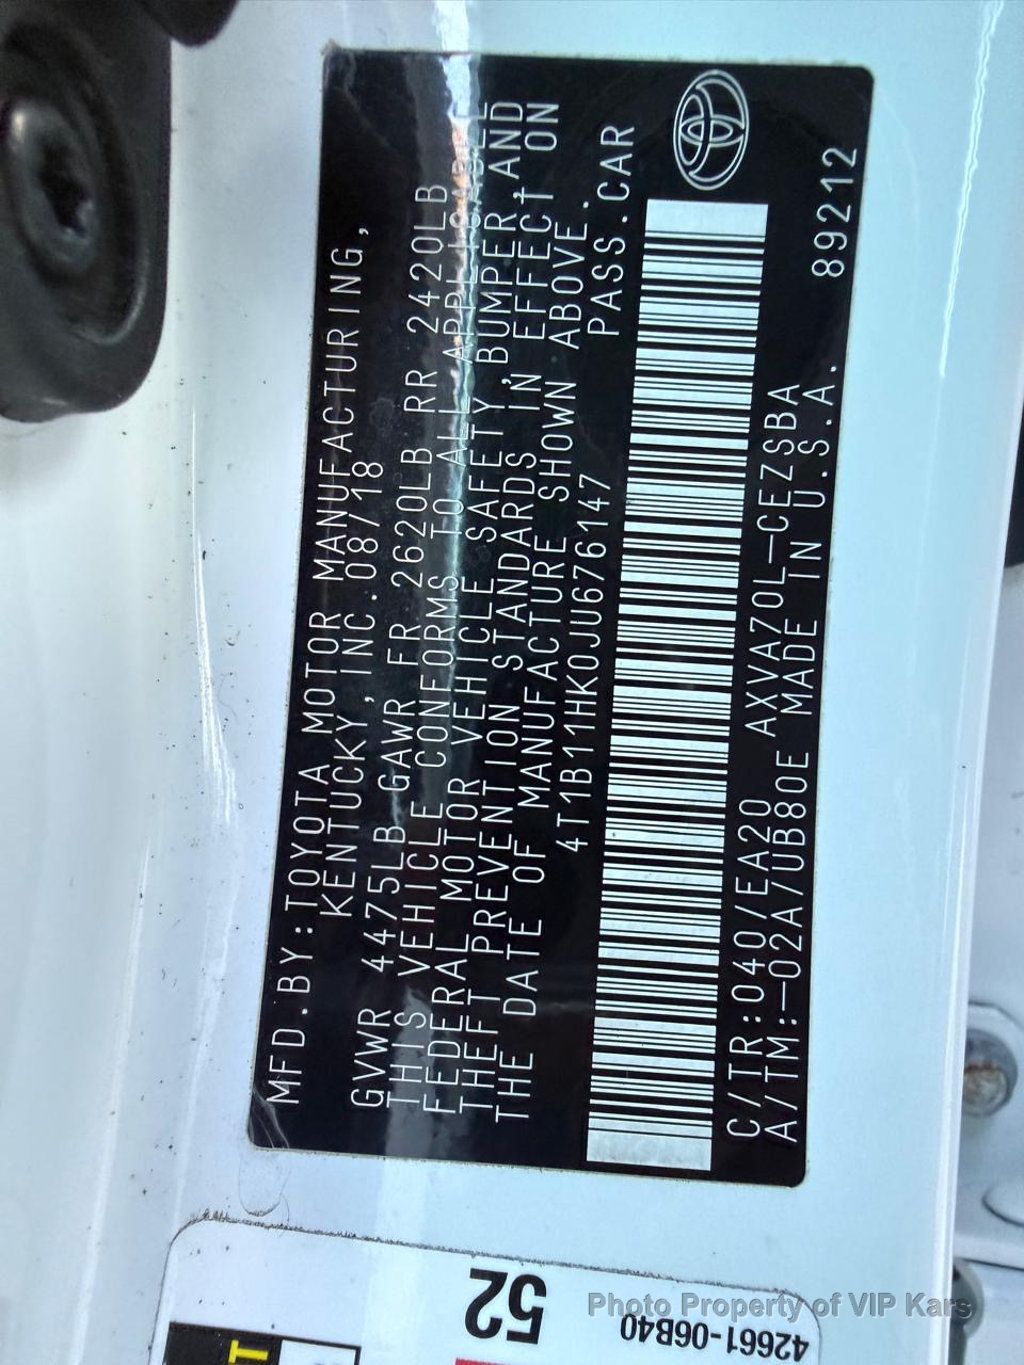 MFD.BY:TOYOTA MOTOR MANUFACTURING,
KENTUCKY,INC.08/18
GVWR 4475LB GAWR FR 2620LB RR 2420LB
THIS VEHICLE CONFORMS TO ALL APPLICABLE
FEDERAL MOTOR VEHICLE SAFETY,BUMPER,AND
THEFT PREVENTION STANDARDS IN EFFECT ON
THE DATE OF MANUFACTURE SHOWN ABOVE.
4T1B11HK0JU676147 PASS.CAR
C/TR:040/EA20 AXVA70L-CEZSBA
A/TM:-02A/UB80E MADE IN U.S.A. 89212
52
42661-06B40
T
Photo Property of VIP Kars